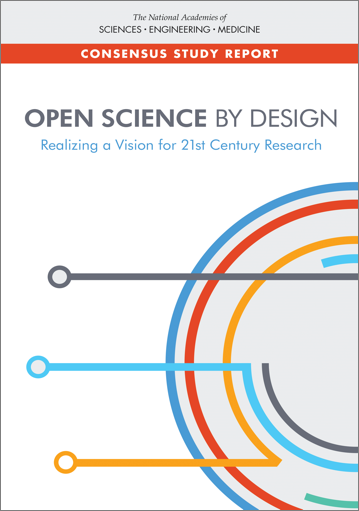 The National Academies of
SCIENCES • ENGINEERING • MEDICINE
CONSENSUS STUDY REPORT
OPEN SCIENCE BY DESIGN
Realizing a Vision for 21st Century Research